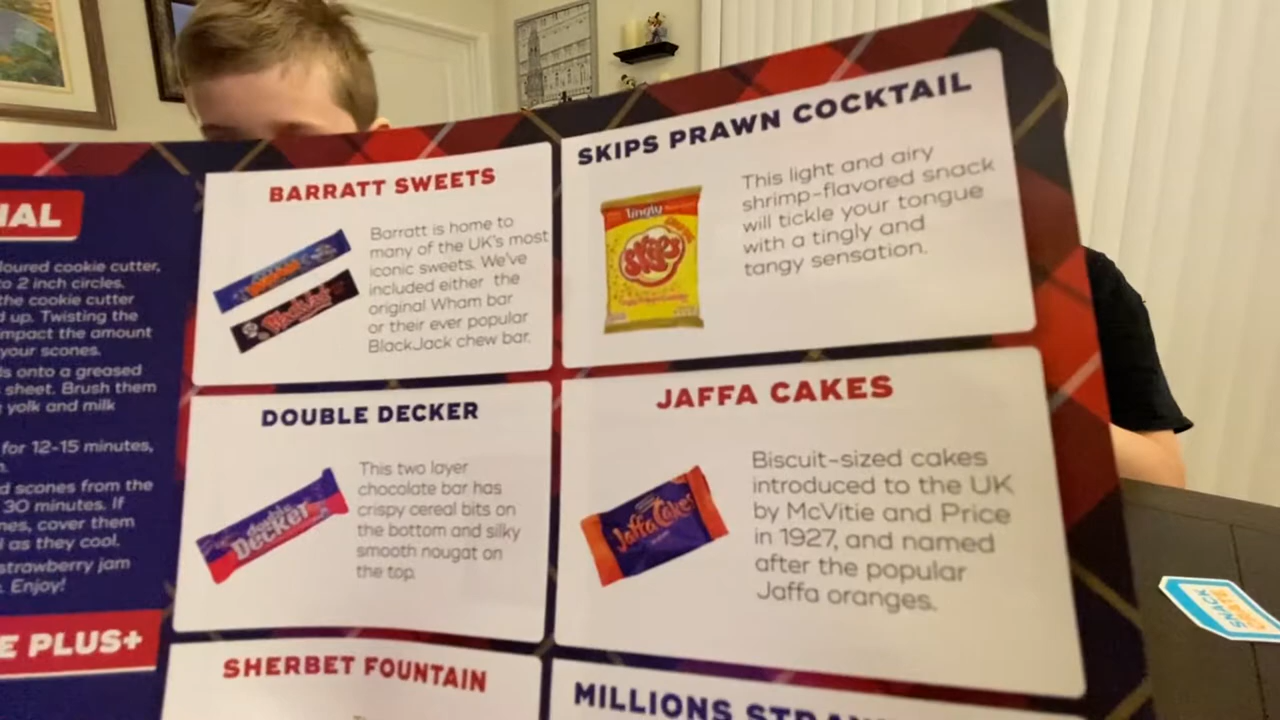 IAL
loured cookie cutter,
to 2 inch circles.
the cookie cutter
d up. Twisting the
impact the amount
your scones.
ls onto a greased
sheet. Brush them
yolk and milk
for 12-15 minutes,
d scones from the
30 minutes. If
nes, cover them
l as they cool.
strawberry jam
Enjoy!
E PLUS+
BARRATT SWEETS
Barratt is home to
many of the UK's most
iconic sweets. We've
included either the
original Wham bar
or their ever popular
BlackJack chew bar.
SKIPS PRAWN COCKTAIL
Tingly
Skips
This light and airy
shrimp-flavored snack
will tickle your tongue
with a tingly and
tangy sensation.
DOUBLE DECKER
double
Decker
This two layer
chocolate bar has
crispy cereal bits on
the bottom and silky
smooth nougat on
the top.
JAFFA CAKES
Jaffa Cakes
Biscuit-sized cakes
introduced to the UK
by McVitie and Price
in 1927, and named
after the popular
Jaffa oranges.
SHERBET FOUNTAIN
MILLIONS STRAW
SNACK
CRATE